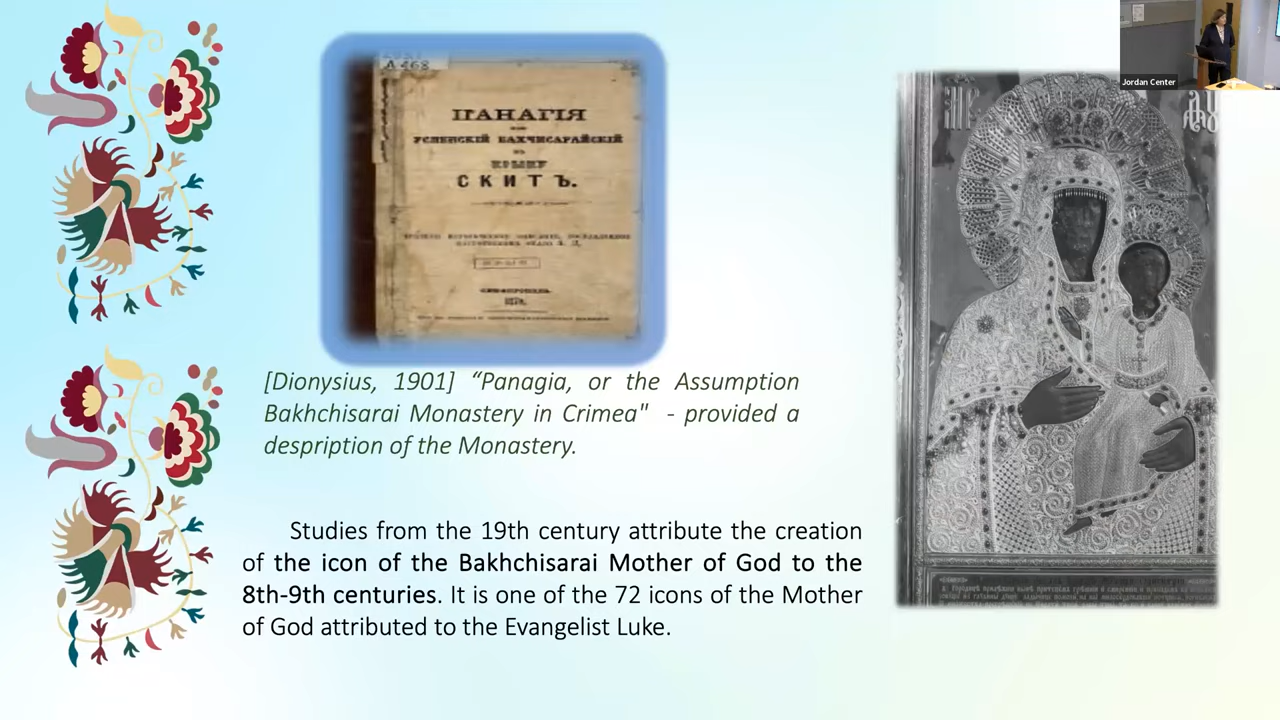 Jordan Center
A 468
ПАНАГІЯ
УСПЕНСКІЙ БАХЧИСАРАЙСКІЙ
СКИТЪ.
[Dionysius, 1901] “Panagia, or the Assumption
Bakhchisarai Monastery in Crimea" - provided a
despription of the Monastery.
Studies from the 19th century attribute the creation
of the icon of the Bakhchisarai Mother of God to the
8th-9th centuries. It is one of the 72 icons of the Mother
of God attributed to the Evangelist Luke.